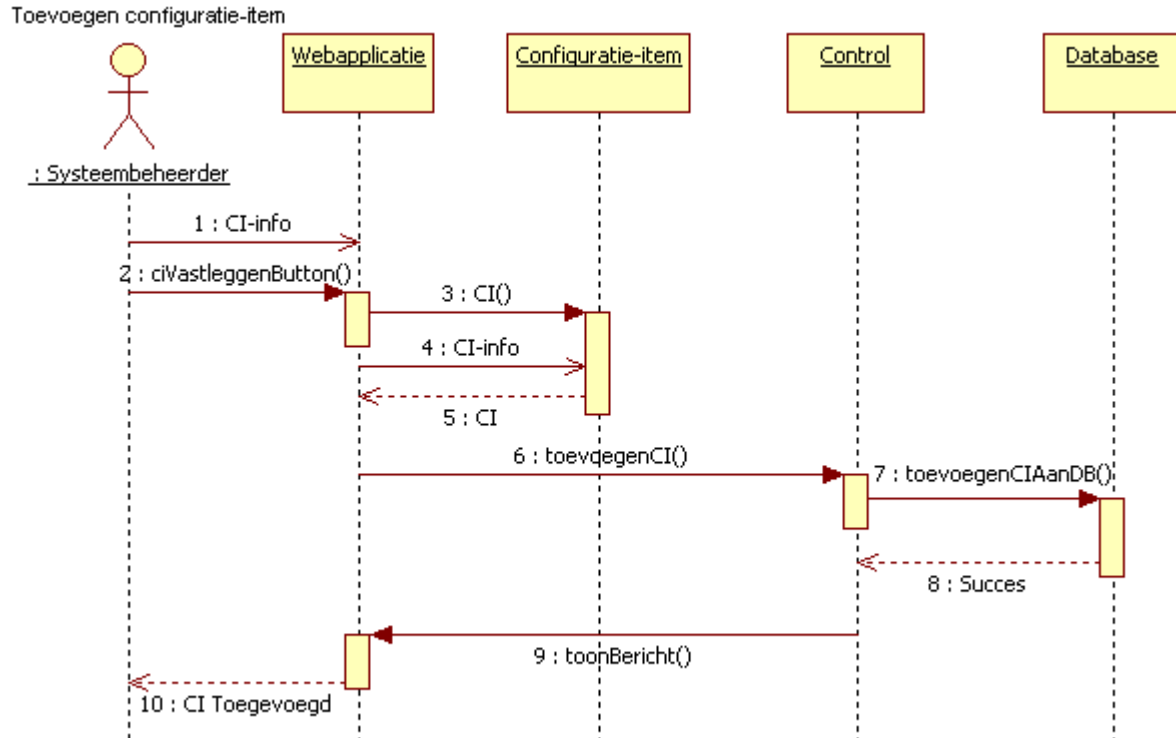 Toevoegen configuratie-item
Webapplicatie
Configuratie-item
Control
Database
: Systeembeheerder
1 : CI-info
2 : ciVastleggenButton()
3 : CI()
4 : CI-info
5 : CI
6 : toevoegenCI()
7 : toevoegenCIAanDB()
8 : Succes
9 : toonBericht()
10 : CI Toegevoegd